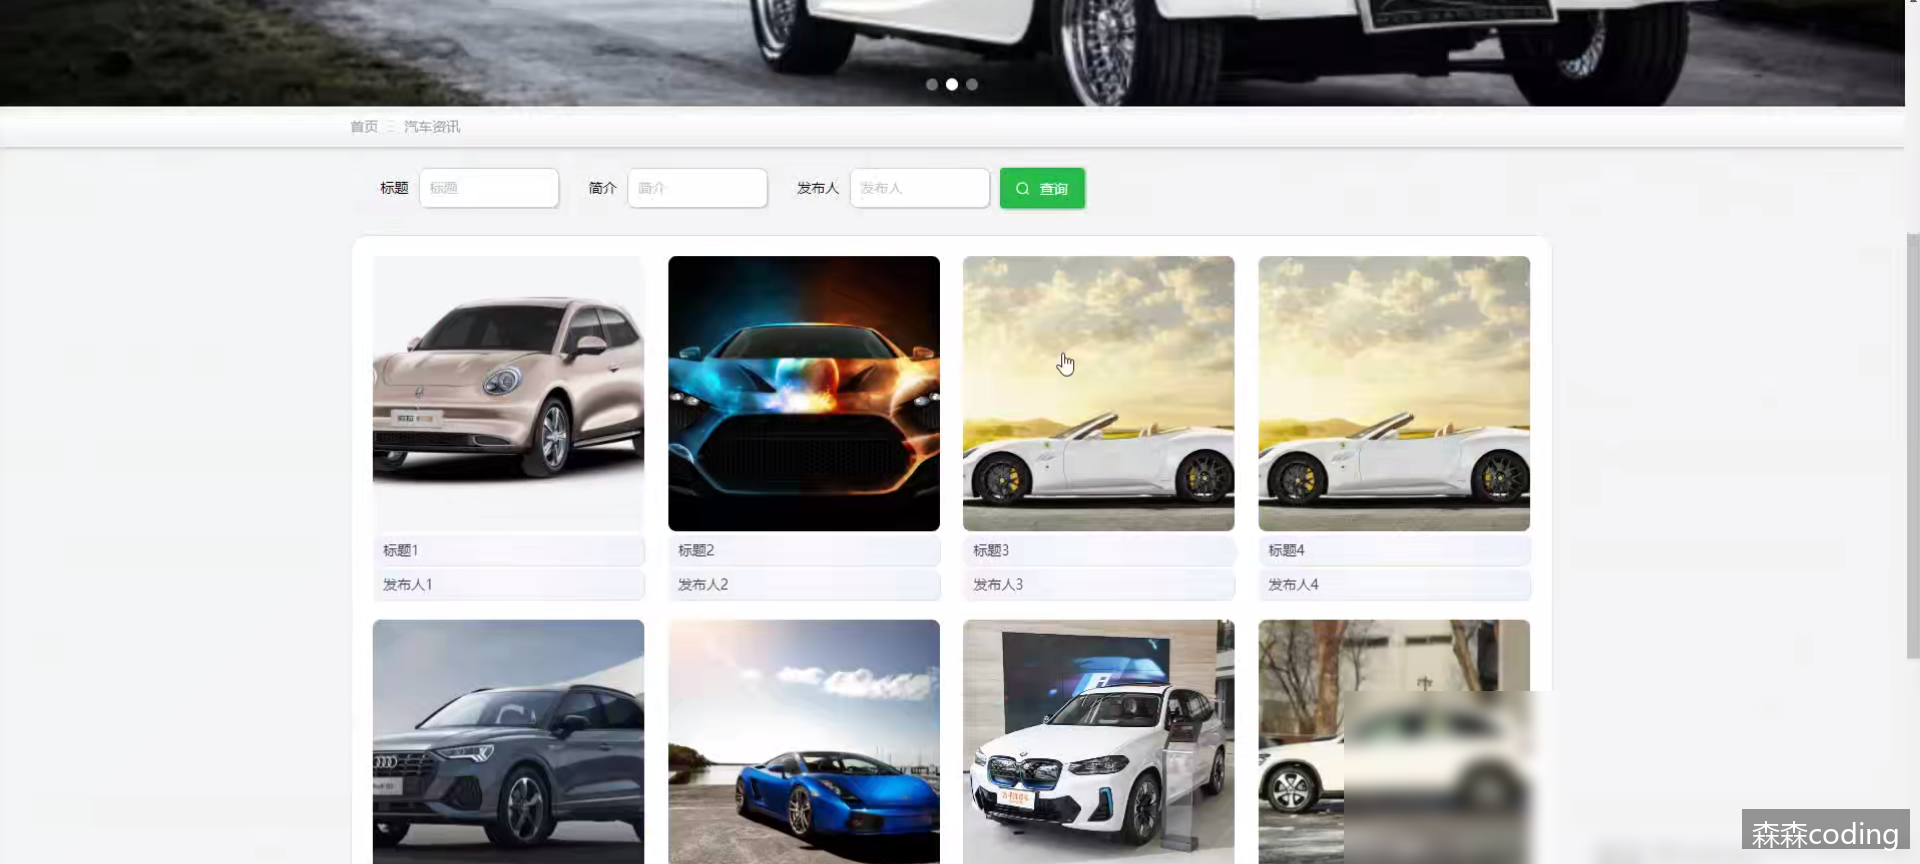 首页 汽车资讯
标题 标题 简介 简介 发布人 发布人 查询
标题1 标题2 标题3 标题4
发布人1 发布人2 发布人3 发布人4
森森coding